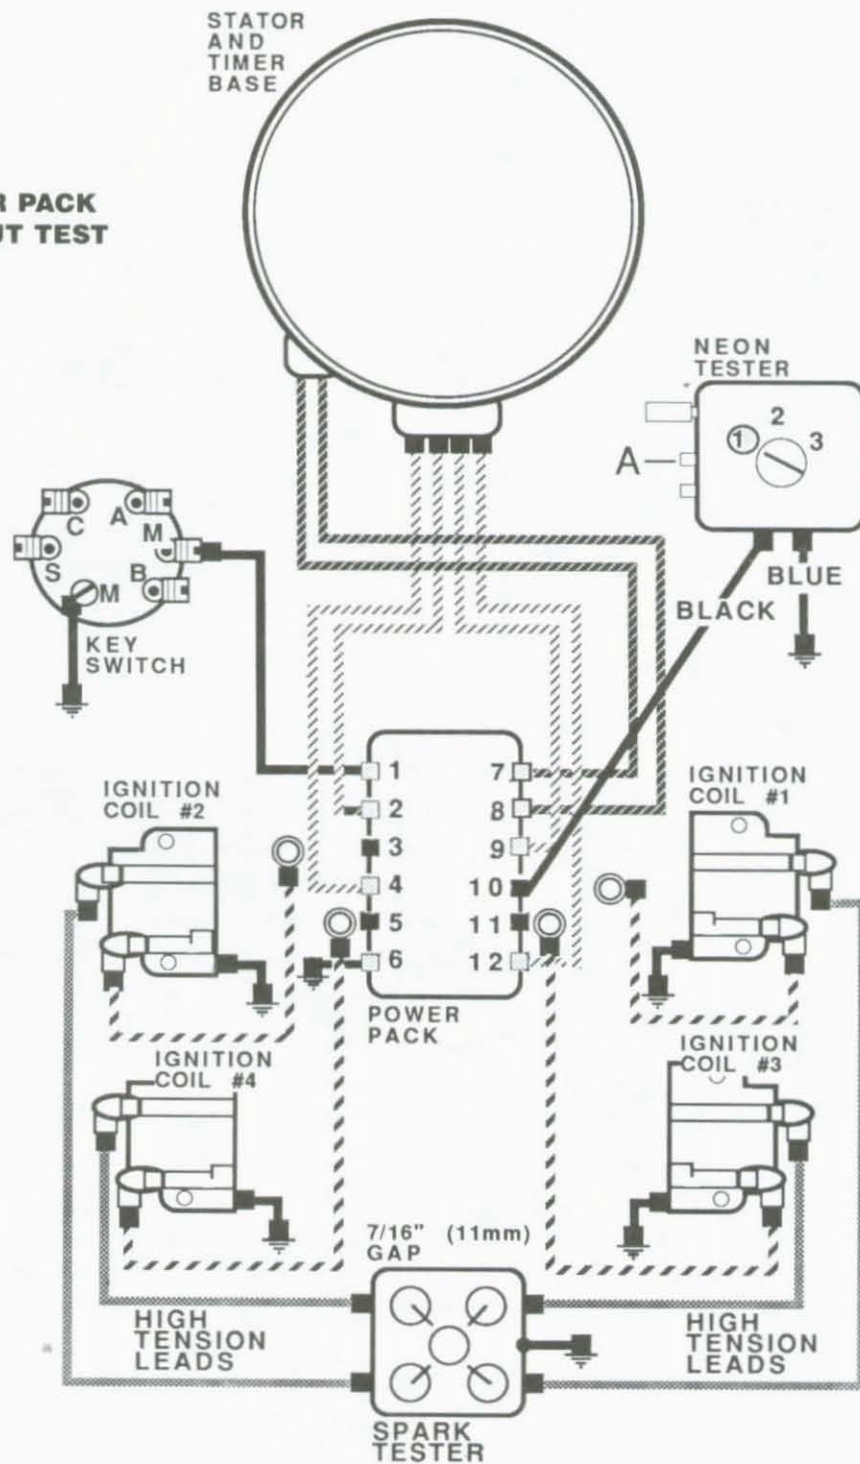 STATOR
AND
TIMER
BASE
R PACK
UT TEST
NEON
TESTER
1
2
3
A
BLUE
BLACK
C
A
M
S
B
M
KEY
SWITCH
1
2
3
4
5
6
7
8
9
10
11
12
POWER
PACK
IGNITION
COIL #2
IGNITION
COIL #1
IGNITION
COIL #4
IGNITION
COIL #3
7/16" (11mm)
GAP
HIGH
TENSION
LEADS
HIGH
TENSION
LEADS
SPARK
TESTER